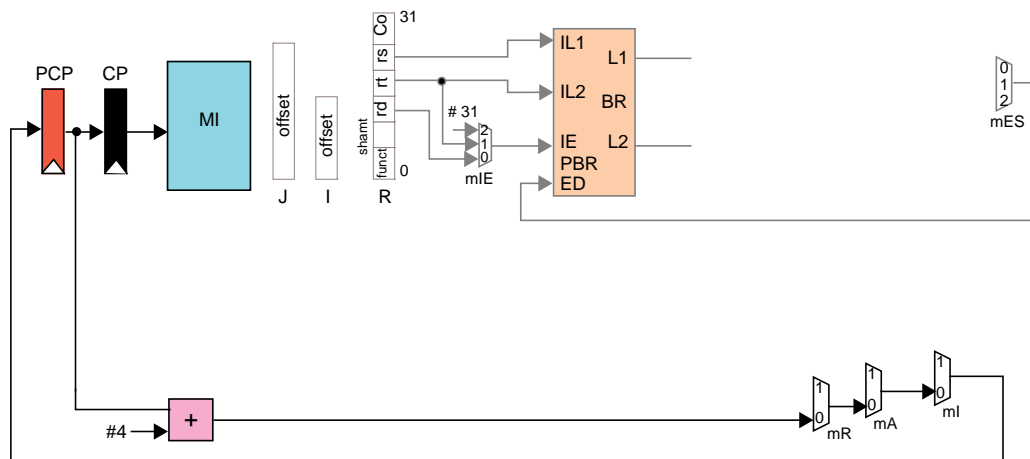 PCP
CP
MI
offset
J
offset
I
Co
rs
rt
rd
shamt
funct
31
0
R
# 31
2
1
0
mIE
IL1
IL2
IE
PBR
ED
L1
BR
L2
0
1
2
mES
#4
+
1
0
mR
1
0
mA
1
0
mI